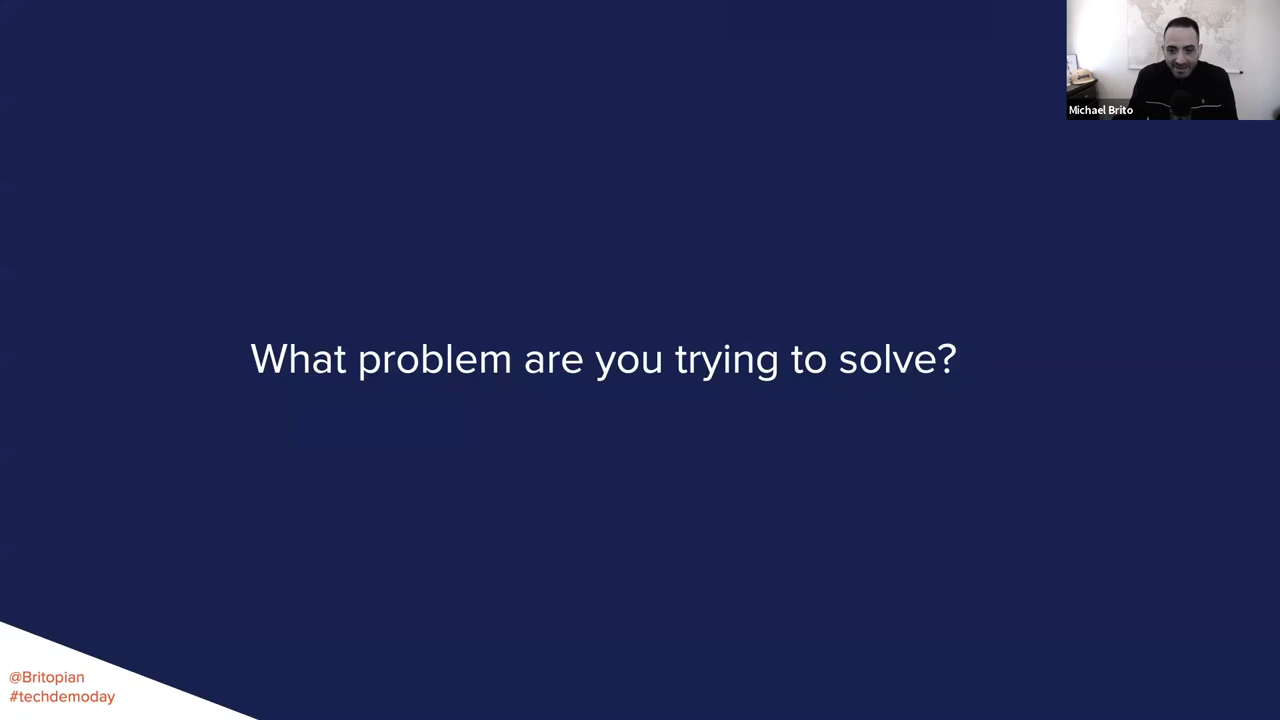 Michael Brito
What problem are you trying to solve?
@Britopian
#techdemoday